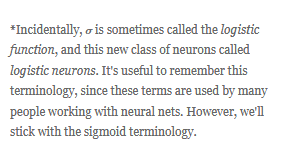 *Incidentally, σ is sometimes called the logistic
function, and this new class of neurons called
logistic neurons. It's useful to remember this
terminology, since these terms are used by many
people working with neural nets. However, we'll
stick with the sigmoid terminology.